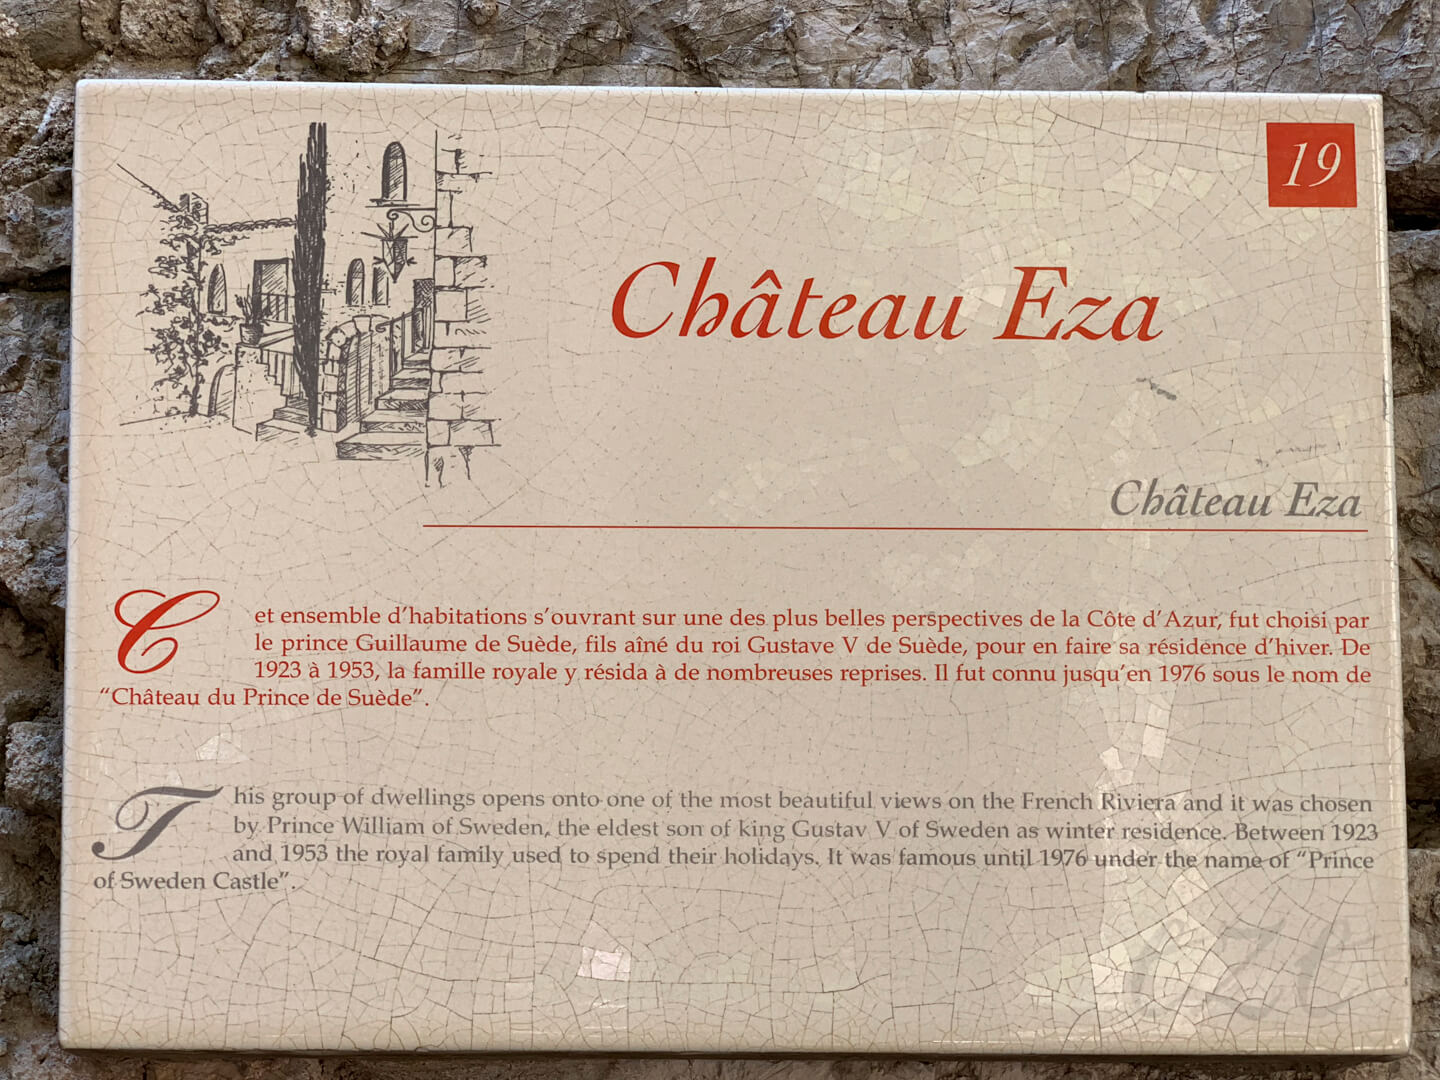 19
Château Eza
Château Eza
Cet ensemble d'habitations s'ouvrant sur une des plus belles perspectives de la Côte d'Azur, fut choisi par
le prince Guillaume de Suède, fils aîné du roi Gustave V de Suède, pour en faire sa résidence d'hiver. De
1923 à 1953, la famille royale y résida à de nombreuses reprises. Il fut connu jusqu'en 1976 sous le nom de
“Château du Prince de Suède”.
This group of dwellings opens onto one of the most beautiful views on the French Riviera and it was chosen
by Prince William of Sweden, the eldest son of king Gustav V of Sweden as winter residence. Between 1923
and 1953 the royal family used to spend their holidays. It was famous until 1976 under the name of “Prince
of Sweden Castle”.
eze